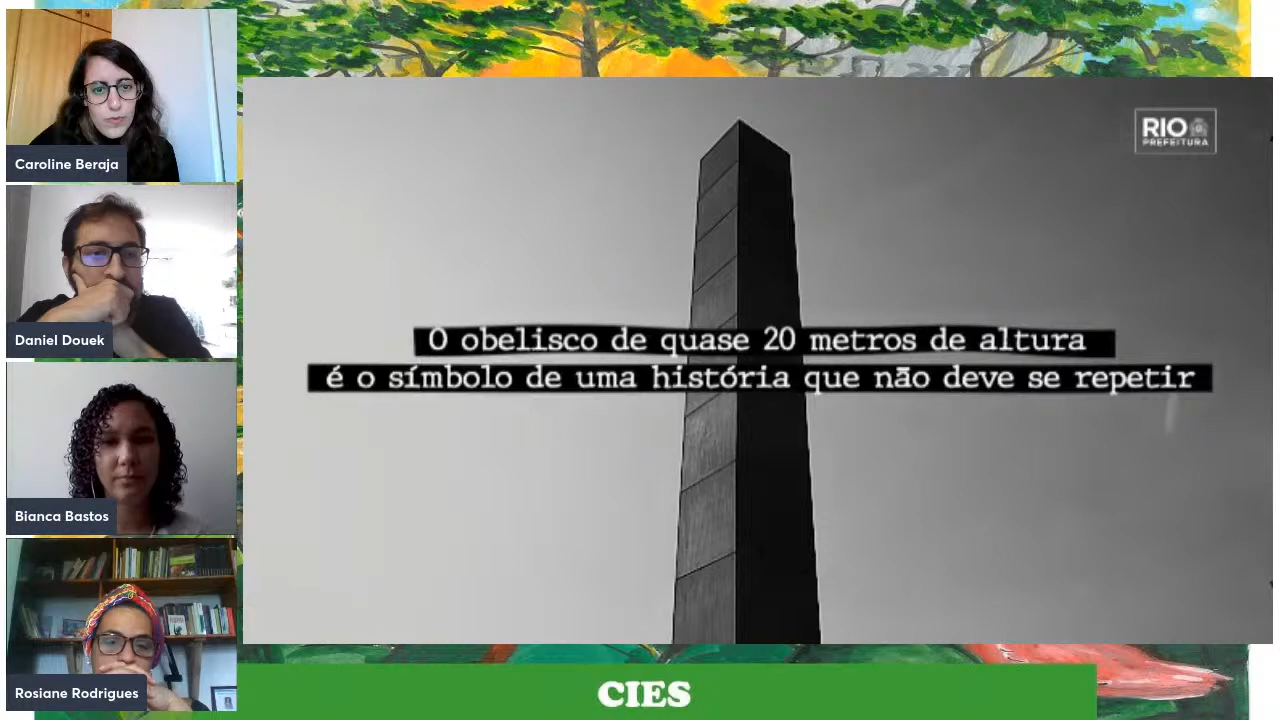 Caroline Beraja
Daniel Douek
Bianca Bastos
Rosiane Rodrigues
RIO
PREFEITURA
O obelisco de quase 20 metros de altura
é o símbolo de uma história que não deve se repetir
CIES